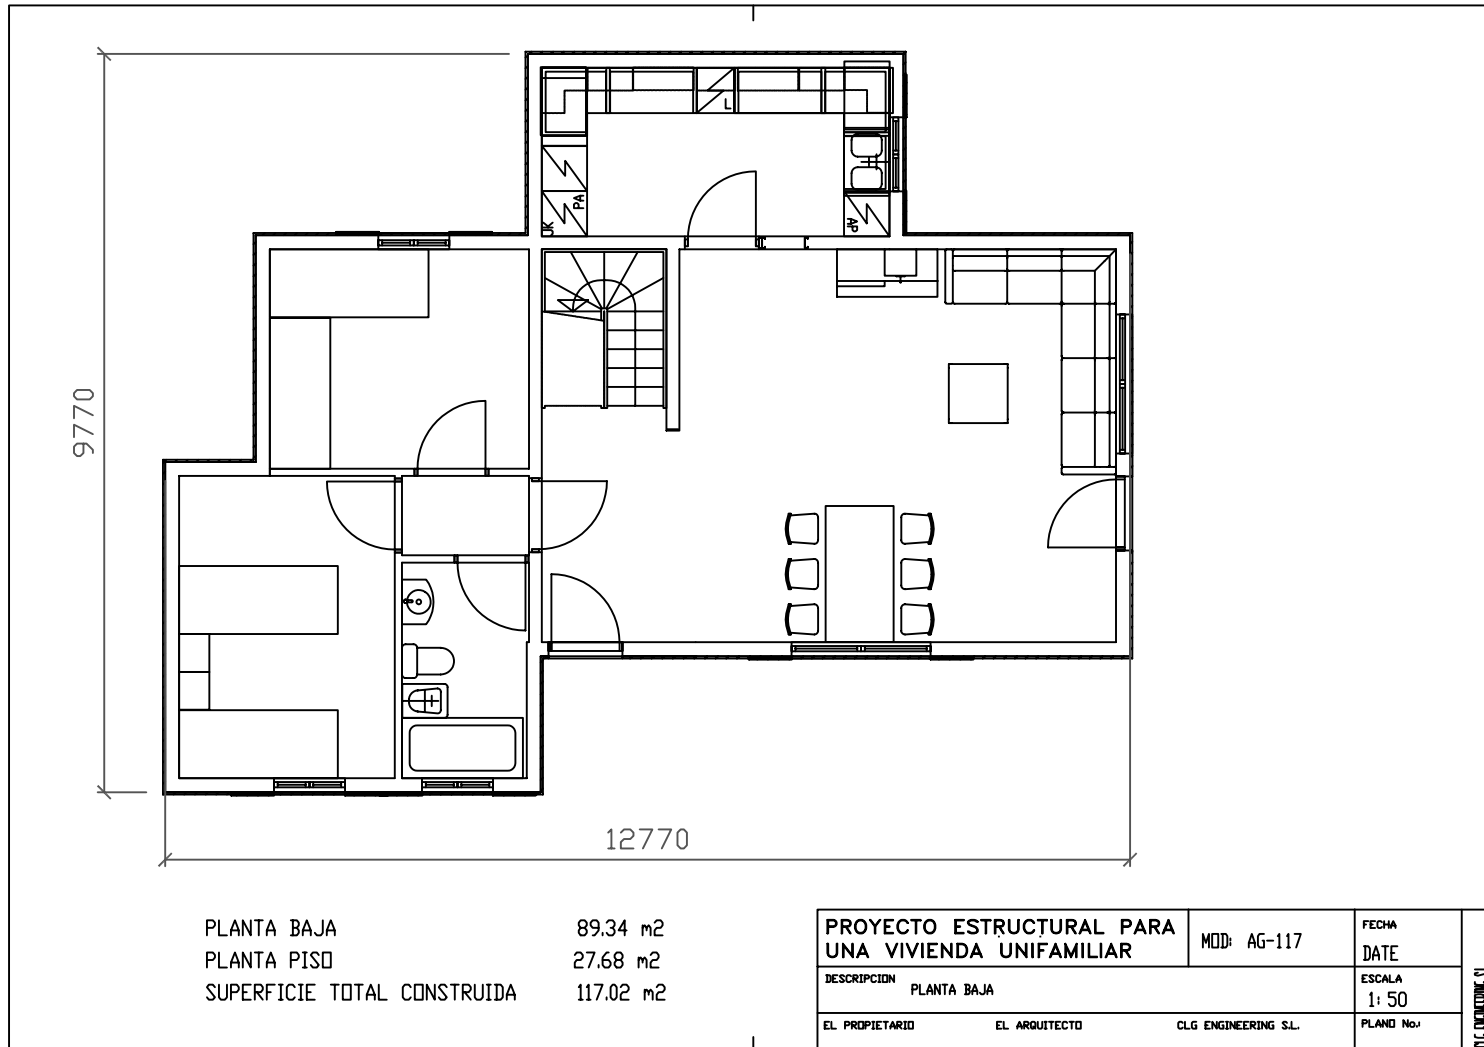 L
PA
UK
AP
9770
12770
PLANTA BAJA 89.34 m2
PLANTA PISO 27.68 m2
SUPERFICIE TOTAL CONSTRUIDA 117.02 m2
PROYECTO ESTRUCTURAL PARA
UNA VIVIENDA UNIFAMILIAR
MOD: AG-117
FECHA
DATE
DESCRIPCION
PLANTA BAJA
ESCALA
1:50
EL PROPIETARIO EL ARQUITECTO CLG ENGINEERING S.L. PLANO No.: